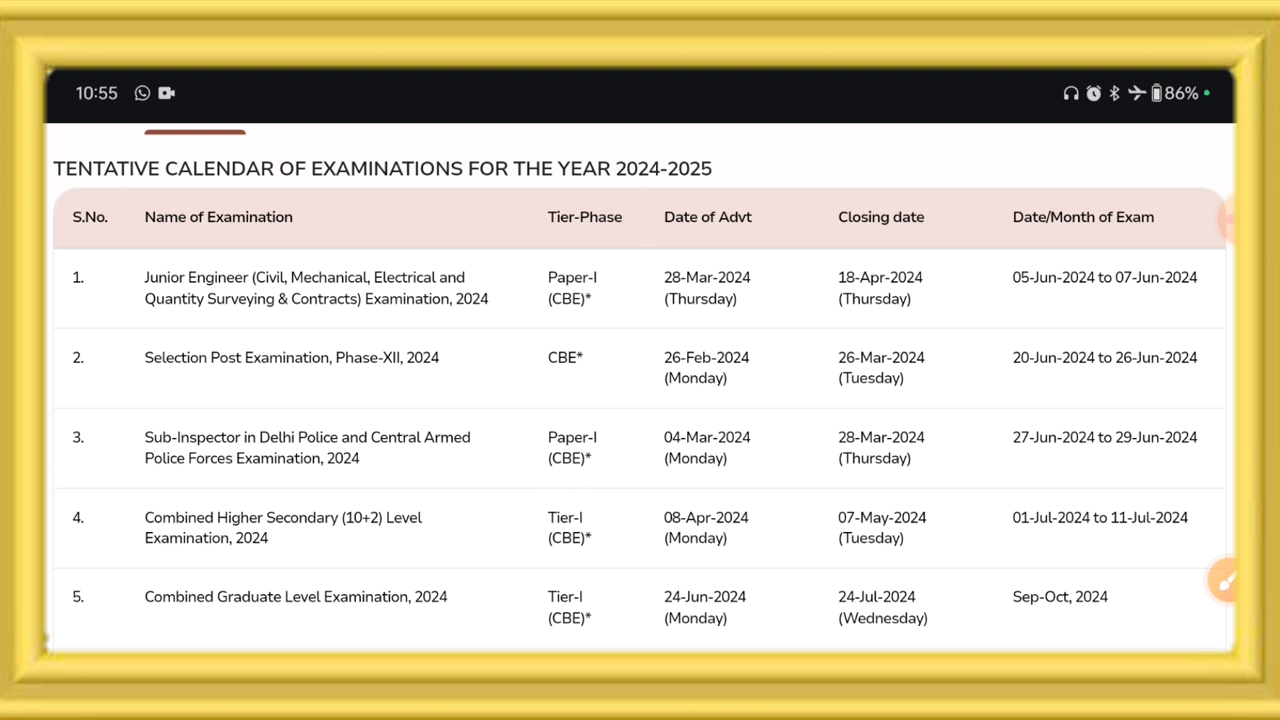 10:55
86%
TENTATIVE CALENDAR OF EXAMINATIONS FOR THE YEAR 2024-2025
S.No. Name of Examination Tier-Phase Date of Advt Closing date Date/Month of Exam
1. Junior Engineer (Civil, Mechanical, Electrical and Paper-I 28-Mar-2024 18-Apr-2024 05-Jun-2024 to 07-Jun-2024
Quantity Surveying & Contracts) Examination, 2024 (CBE)* (Thursday) (Thursday)
2. Selection Post Examination, Phase-XII, 2024 CBE* 26-Feb-2024 26-Mar-2024 20-Jun-2024 to 26-Jun-2024
(Monday) (Tuesday)
3. Sub-Inspector in Delhi Police and Central Armed Paper-I 04-Mar-2024 28-Mar-2024 27-Jun-2024 to 29-Jun-2024
Police Forces Examination, 2024 (CBE)* (Monday) (Thursday)
4. Combined Higher Secondary (10+2) Level Tier-I 08-Apr-2024 07-May-2024 01-Jul-2024 to 11-Jul-2024
Examination, 2024 (CBE)* (Monday) (Tuesday)
5. Combined Graduate Level Examination, 2024 Tier-I 24-Jun-2024 24-Jul-2024 Sep-Oct, 2024
(CBE)* (Monday) (Wednesday)